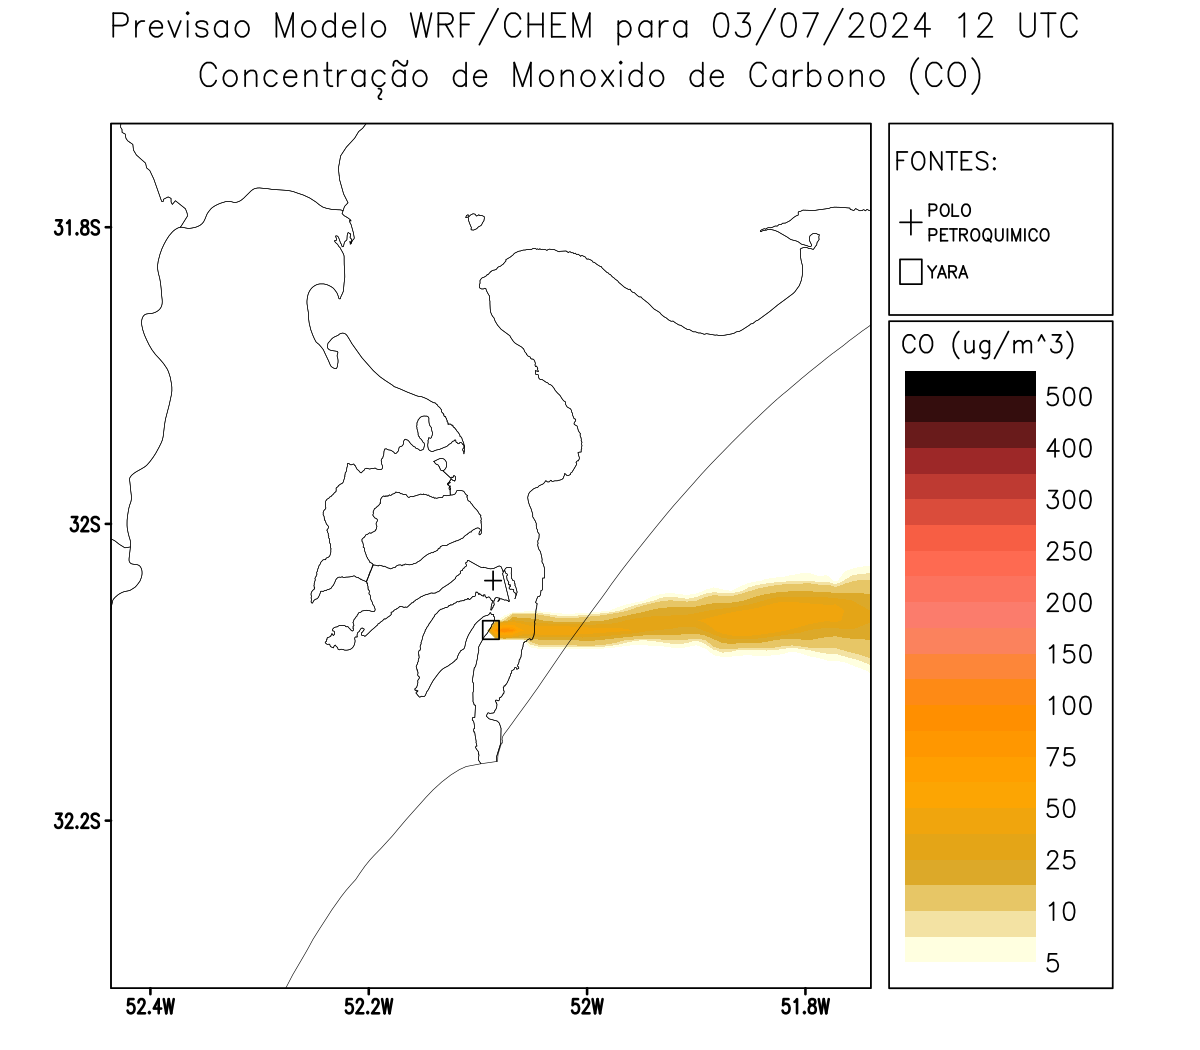 Previsao Modelo WRF/CHEM para 03/07/2024 12 UTC
Concentração de Monoxido de Carbono (CO)
FONTES:
POLO
PETROQUIMICO
YARA
CO (ug/m^3)
500
400
300
250
200
150
100
75
50
25
10
5
31.8S
32S
32.2S
52.4W
52.2W
52W
51.8W